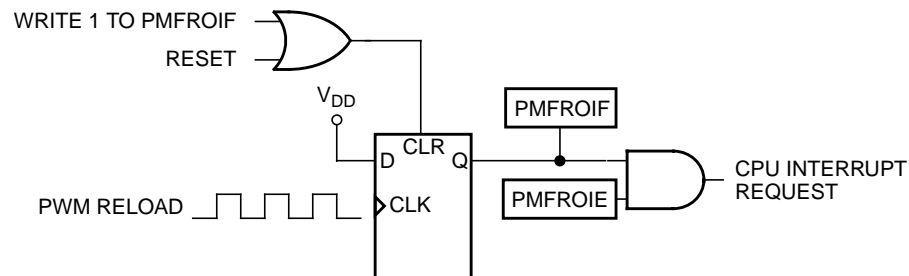 WRITE 1 TO PMFROIF
RESET
VDD
PMFROIF
D
CLR
Q
CPU INTERRUPT
REQUEST
PWM RELOAD
CLK
PMFROIE